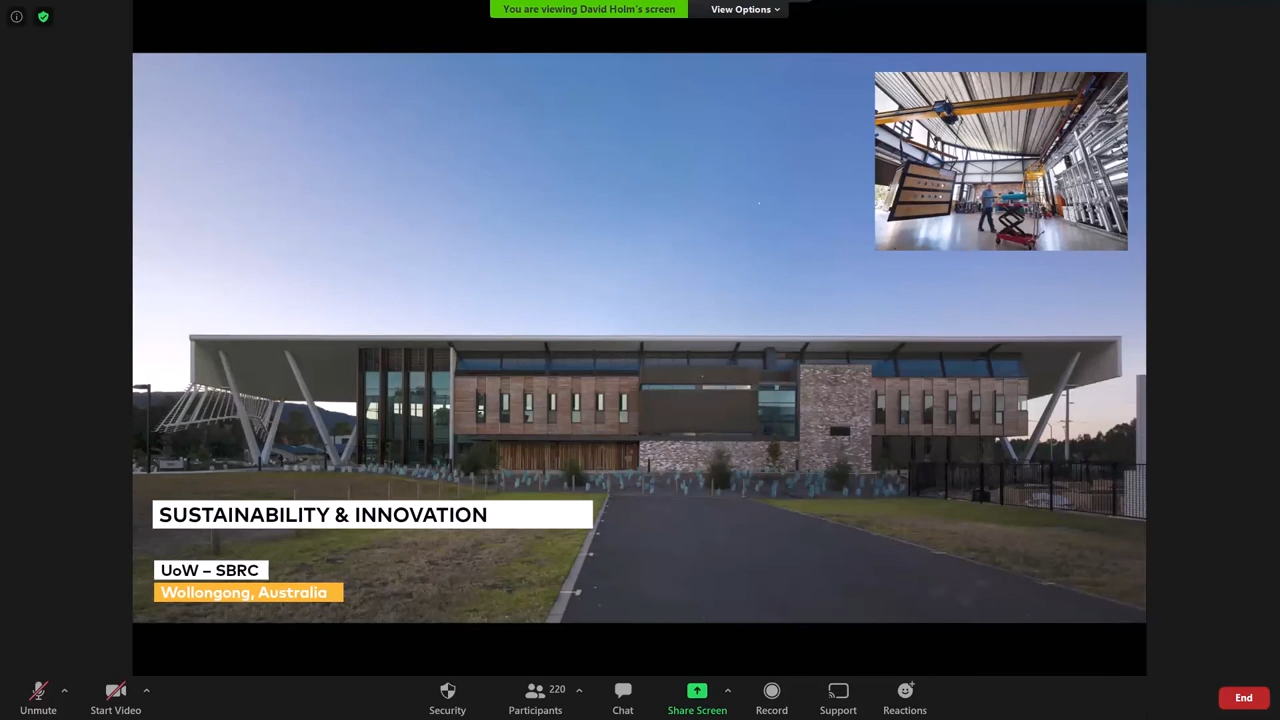 You are viewing David Holm's screen
View Options
SUSTAINABILITY & INNOVATION
UoW – SBRC
Wollongong, Australia
Unmute
Start Video
Security
220
Participants
Chat
Share Screen
Record
Support
Reactions
End